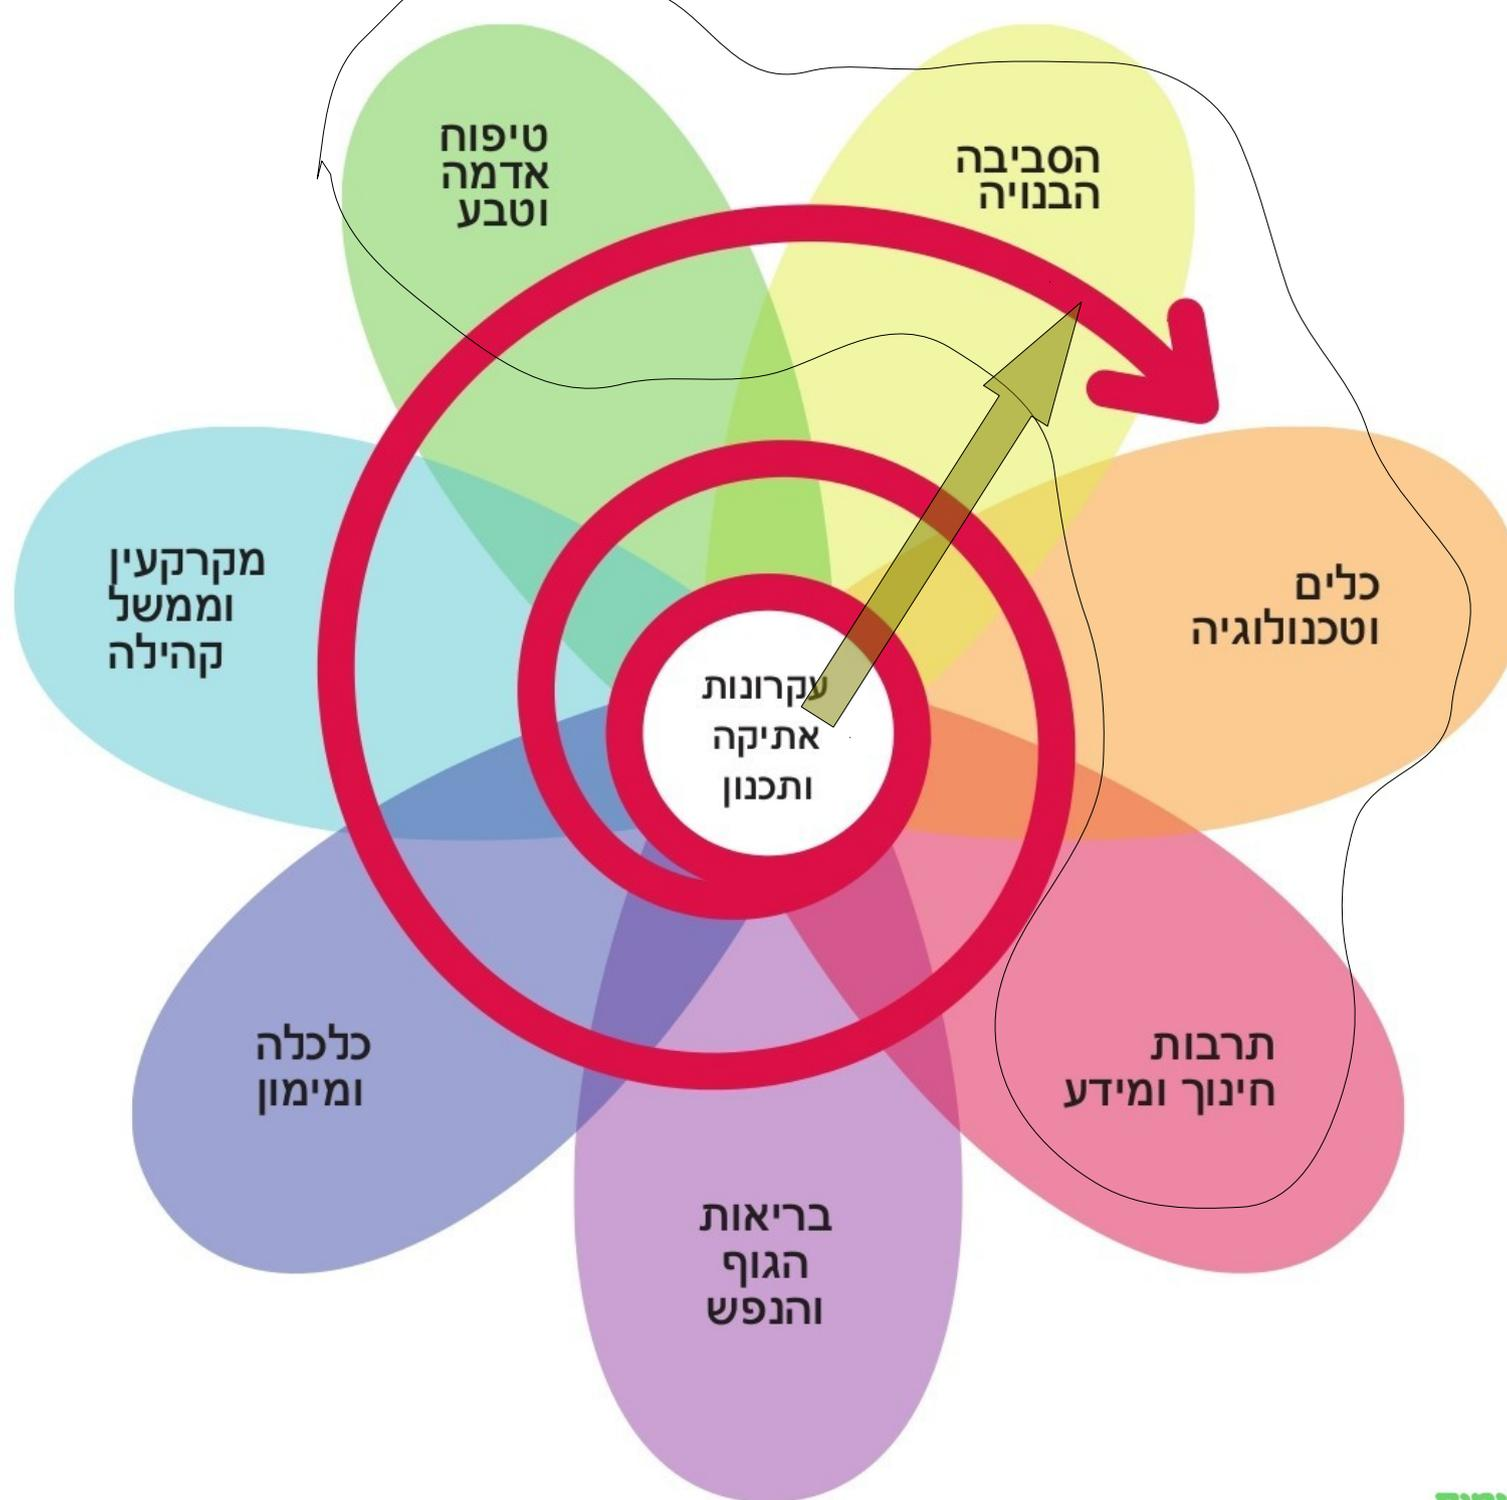 טיפוח
אדמה
וטבע
הסביבה
הבנויה
כלים
וטכנולוגיה
תרבות
חינוך ומידע
בריאות
הגוף
והנפש
כלכלה
ומימון
מקרקעין
וממשל
קהילה
עקרונות
אתיקה
ותכנון